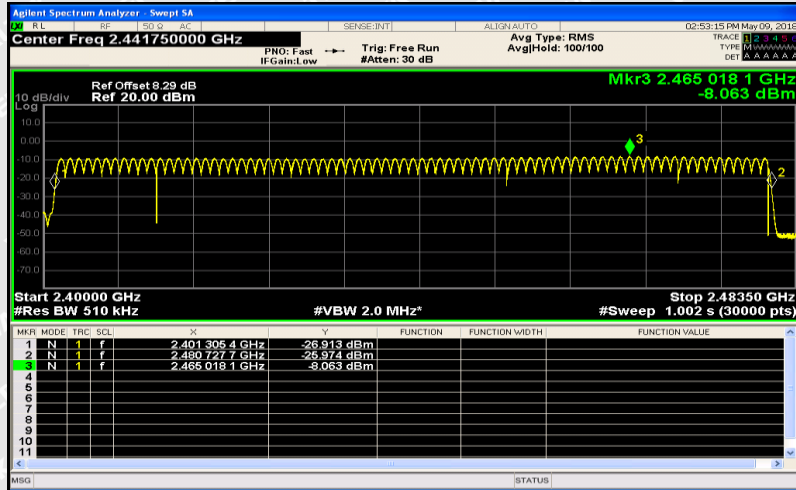 Agilent Spectrum Analyzer - Swept SA
LXI RL RF 50 Ω AC SENSE:INT ALIGN AUTO 02:53:15 PM May 09, 2018
Center Freq 2.441750000 GHz
PNO: Fast
IFGain:Low
Trig: Free Run
#Atten: 30 dB
Avg Type: RMS
Avg|Hold: 100/100
TRACE 1 2 3 4 5 6
TYPE M WWWWW
DET A A A A A A
Mkr3 2.465 018 1 GHz
-8.063 dBm
Ref Offset 8.29 dB
10 dB/div Ref 20.00 dBm
Log
10.0
0.00
-10.0
-20.0
-30.0
-40.0
-50.0
-60.0
-70.0
3
2
Start 2.40000 GHz Stop 2.48350 GHz
#Res BW 510 kHz #VBW 2.0 MHz* #Sweep 1.002 s (30000 pts)
MKR MODE TRC SCL X Y FUNCTION FUNCTION WIDTH FUNCTION VALUE
1 N 1 f 2.401 305 4 GHz -26.913 dBm
2 N 1 f 2.480 727 7 GHz -25.974 dBm
3 N 1 f 2.465 018 1 GHz -8.063 dBm
4
5
6
7
8
9
10
11
MSG STATUS